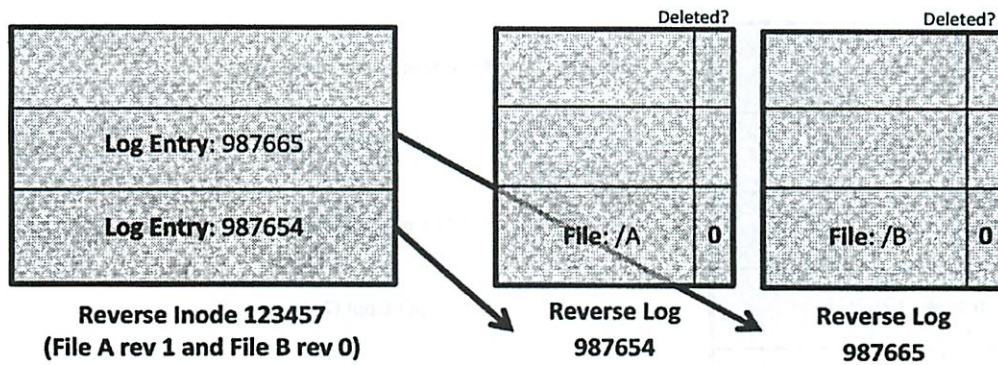 Deleted?
Deleted?
Log Entry: 987665
Log Entry: 987654
File: /A
0
File: /B
0
Reverse Inode 123457
(File A rev 1 and File B rev 0)
Reverse Log
987654
Reverse Log
987665